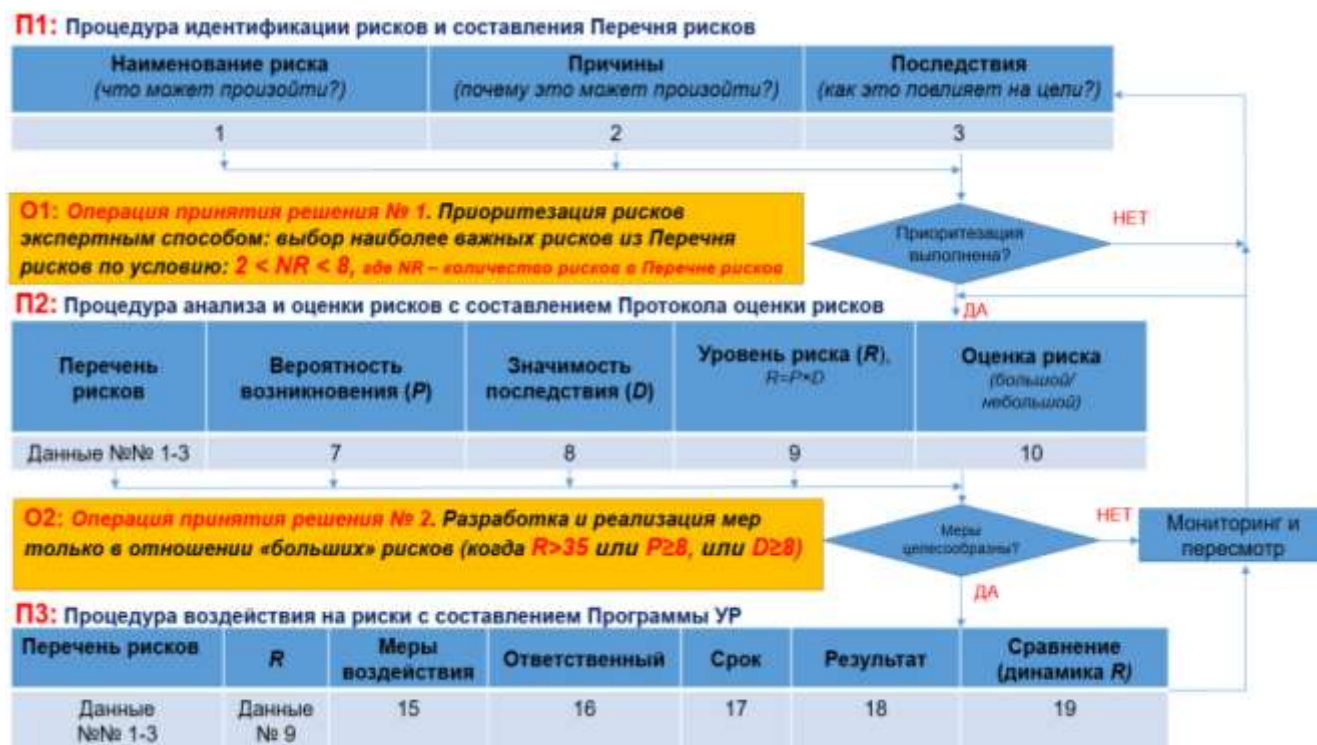 П1: Процедура идентификации рисков и составления Перечня рисков
Наименование риска
(что может произойти?)
Причины
(почему это может произойти?)
Последствия
(как это повлияет на цели?)
1
2
3
О1: Операция принятия решения № 1. Приоритезация рисков
экспертным способом: выбор наиболее важных рисков из Перечня
рисков по условию: 2 < NR < 8, где NR – количество рисков в Перечне рисков
Приоритезация
выполнена?
НЕТ
ДА
П2: Процедура анализа и оценки рисков с составлением Протокола оценки рисков
Перечень
рисков
Вероятность
возникновения (P)
Значимость
последствия (D)
Уровень риска (R),
R=P*D
Оценка риска
(большой/
небольшой)
Данные №№ 1-3
7
8
9
10
О2: Операция принятия решения № 2. Разработка и реализация мер
только в отношении «больших» рисков (когда R>35 или P≥8, или D≥8)
Меры
целесообразны?
НЕТ
Мониторинг и
пересмотр
ДА
П3: Процедура воздействия на риски с составлением Программы УР
Перечень рисков
R
Меры
воздействия
Ответственный
Срок
Результат
Сравнение
(динамика R)
Данные
№№ 1-3
Данные
№ 9
15
16
17
18
19